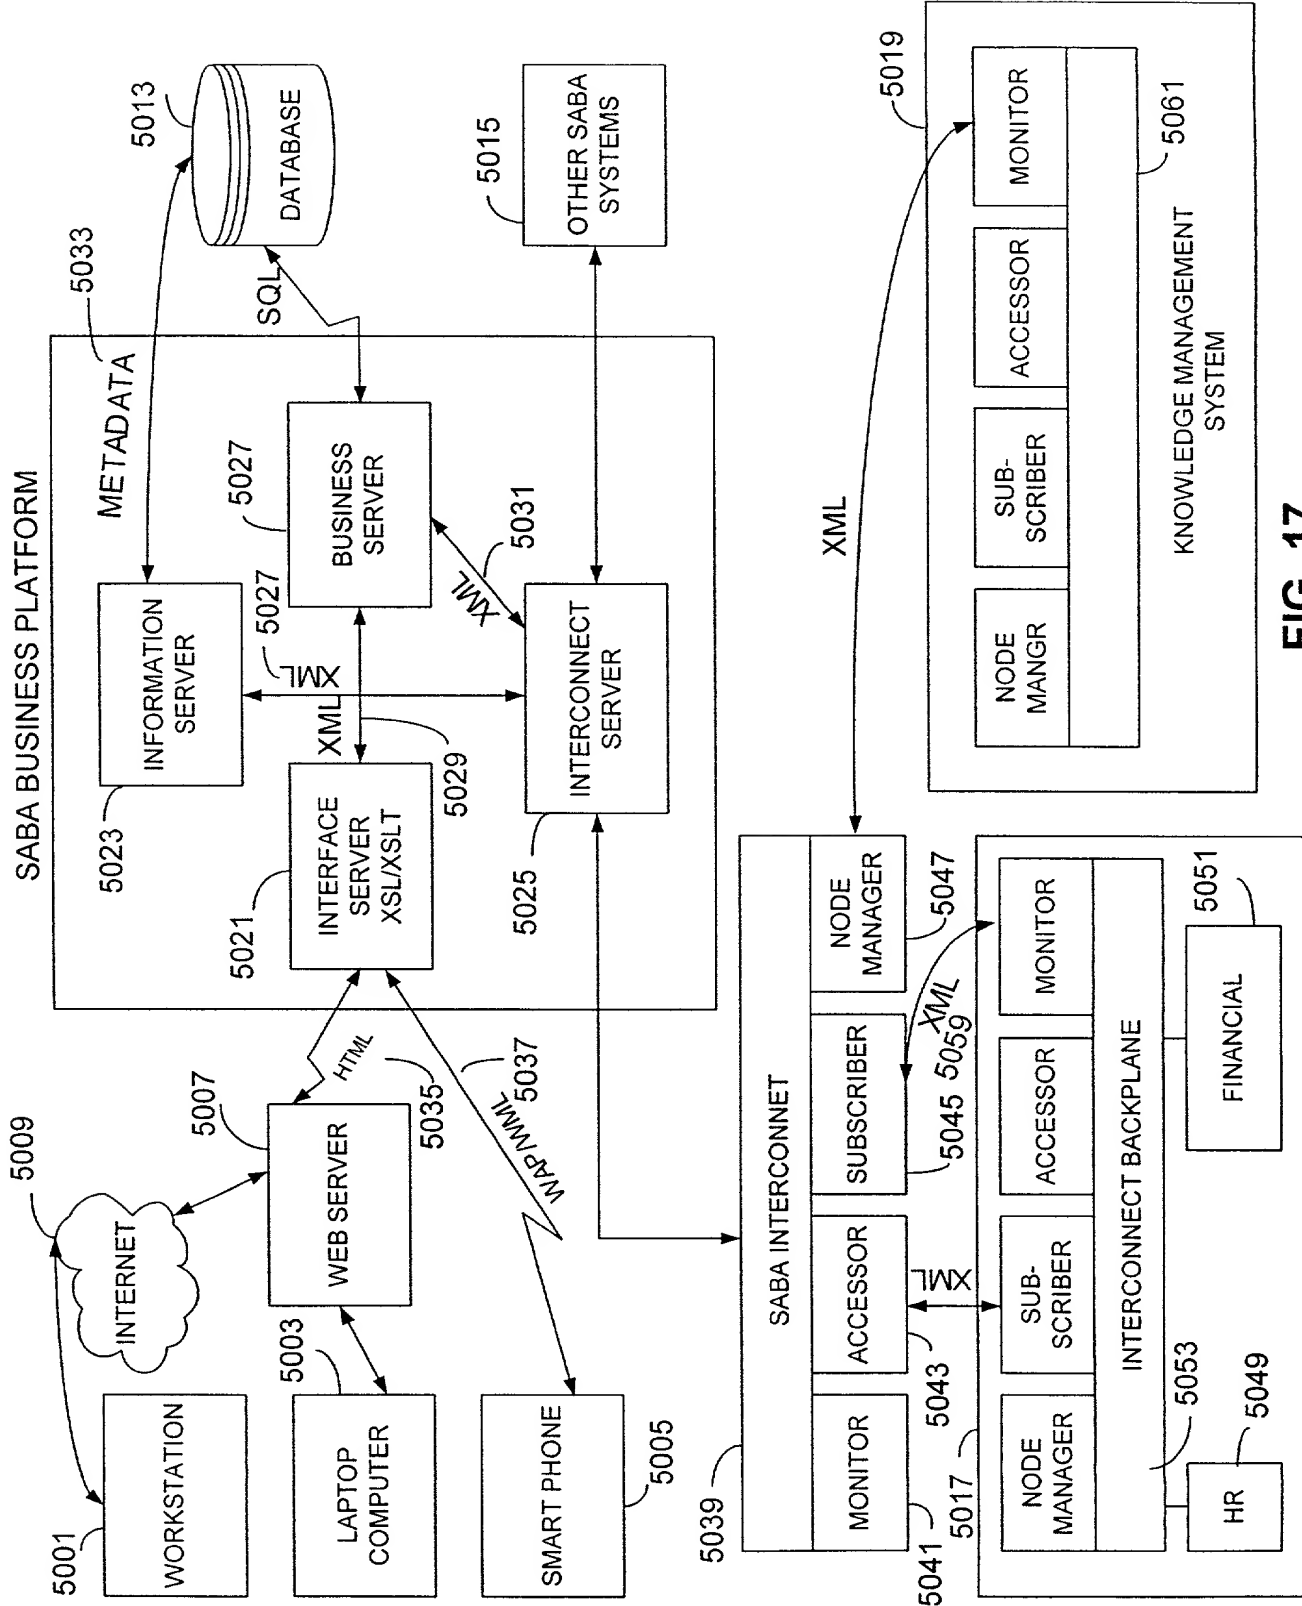 SABA BUSINESS PLATFORM
5009
INTERNET
5001
WORKSTATION
5007
WEB SERVER
5003
LAPTOP
COMPUTER
SMART PHONE
5005
HTML
5035
WAP/WML
5037
5023
INFORMATION
SERVER
METADATA
5033
5013
DATABASE
SQL
5021
INTERFACE
SERVER
XSL/XSLT
XML
5029
XML
5027
5027
BUSINESS
SERVER
XML
5031
5025
INTERCONNECT
SERVER
5015
OTHER SABA
SYSTEMS
5039
SABA INTERCONNET
MONITOR
ACCESSOR
SUBSCRIBER
NODE
MANAGER
5041
5043
5045
5047
XML
XML
5059
5017
NODE
MANAGER
SUB-
SCRIBER
ACCESSOR
MONITOR
INTERCONNECT BACKPLANE
5053
HR
5049
FINANCIAL
5051
XML
5019
NODE
MANGR
SUB-
SCRIBER
ACCESSOR
MONITOR
5061
KNOWLEDGE MANAGEMENT
SYSTEM
FIG. 17